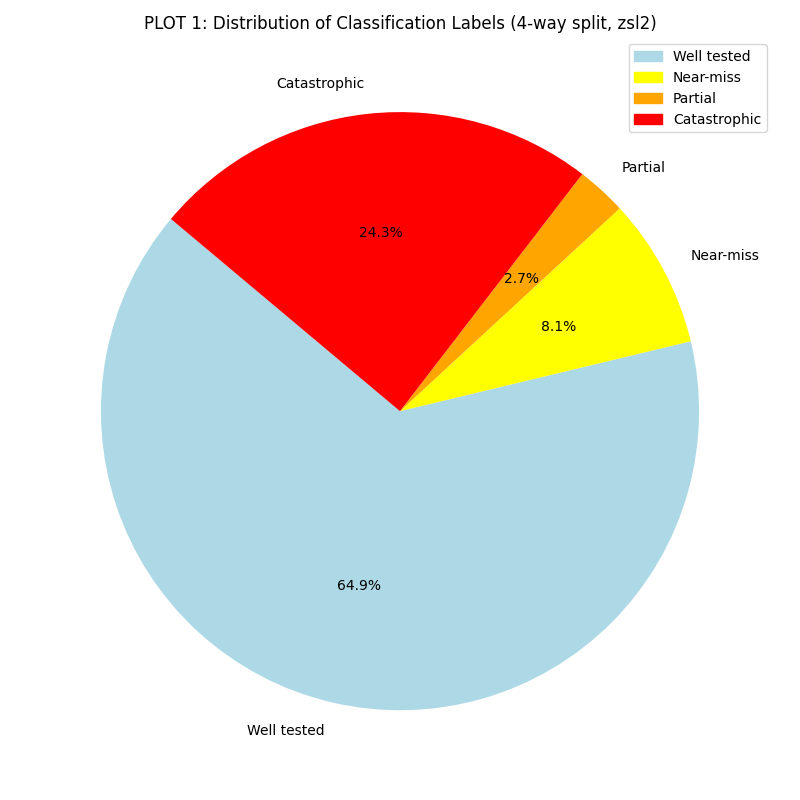 PLOT 1: Distribution of Classification Labels (4-way split, zsl2)
Well tested
Near-miss
Partial
Catastrophic
Catastrophic
Partial
Near-miss
24.3%
2.7%
8.1%
64.9%
Well tested